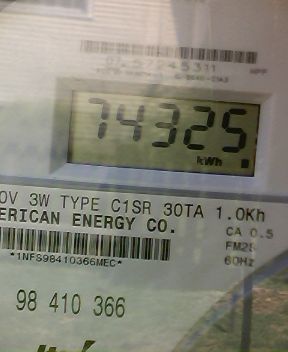 74325
kWh
0V 3W TYPE C1SR 30TA 1.0Kh
ERICAN ENERGY CO.
CA 0.5
FM2S
60Hz
*1NFS98410366MEC*
98 410 366